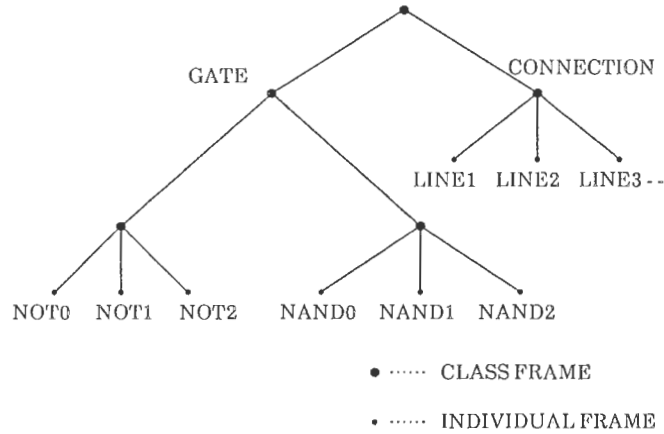 GATE
CONNECTION
LINE1 LINE2 LINE3 --
NOT0 NOT1 NOT2 NAND0 NAND1 NAND2
● ...... CLASS FRAME
• ...... INDIVIDUAL FRAME